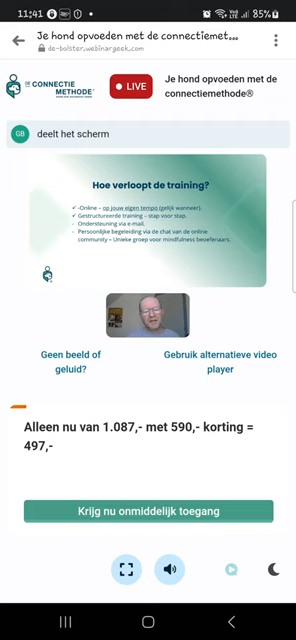 11:41
85%
Je hond opvoeden met de connectiemet...
de-bolster.webinargeek.com
DE CONNECTIE
METHODE
LIVE
Je hond opvoeden met de
connectiemethode®
GB deelt het scherm
Hoe verloopt de training?
✓ -Online – op jouw eigen tempo (gelijk wanneer).
✓ Gestructureerde training – stap voor stap.
- Ondersteuning via e-mail.
- Persoonlijke begeleiding via de chat van de online
community – Unieke groep voor mindfulness beoefenaars.
Geen beeld of
geluid?
Gebruik alternatieve video
player
Alleen nu van 1.087,- met 590,- korting =
497,-
Krijg nu onmiddelijk toegang